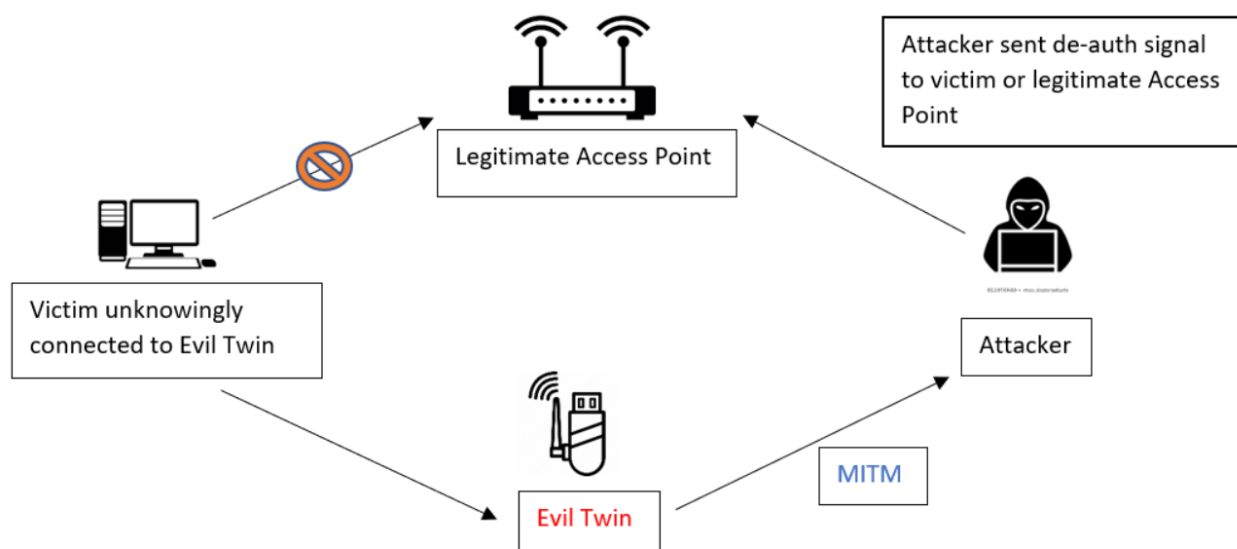 Attacker sent de-auth signal
to victim or legitimate Access
Point
Legitimate Access Point
Victim unknowingly
connected to Evil Twin
Attacker
MITM
Evil Twin